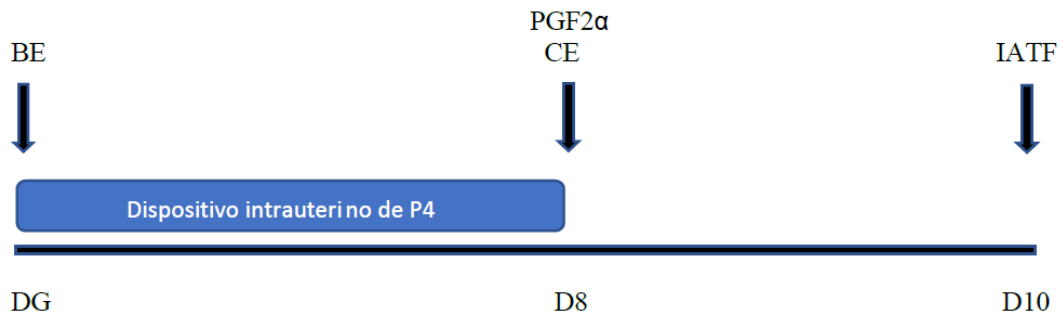 PGF2α
BE CE IATF
Dispositivo intrauterino de P4
DG D8 D10